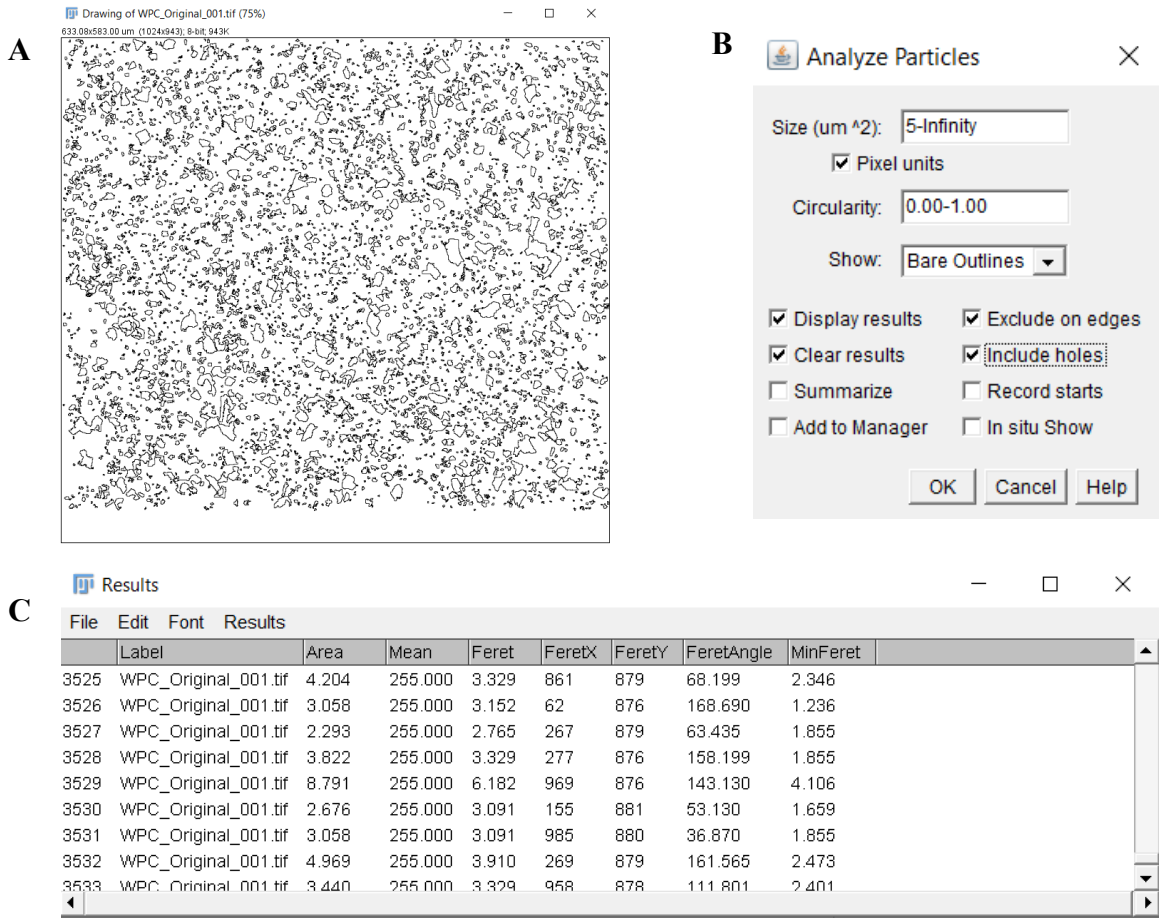 A
Drawing of WPC_Original_001.tif (75%)
633.08x583.00 um (1024x943); 8-bit; 943K
B
Analyze Particles
Size (um ^2): 5-Infinity
Pixel units
Circularity: 0.00-1.00
Show: Bare Outlines
Display results Exclude on edges
Clear results Include holes
Summarize Record starts
Add to Manager In situ Show
OK Cancel Help
C
Results
File Edit Font Results
Label Area Mean Feret FeretX FeretY FeretAngle MinFeret
3525 WPC_Original_001.tif 4.204 255.000 3.329 861 879 68.199 2.346
3526 WPC_Original_001.tif 3.058 255.000 3.152 62 876 168.690 1.236
3527 WPC_Original_001.tif 2.293 255.000 2.765 267 879 63.435 1.855
3528 WPC_Original_001.tif 3.822 255.000 3.329 277 876 158.199 1.855
3529 WPC_Original_001.tif 8.791 255.000 6.182 969 876 143.130 4.106
3530 WPC_Original_001.tif 2.676 255.000 3.091 155 881 53.130 1.659
3531 WPC_Original_001.tif 3.058 255.000 3.091 985 880 36.870 1.855
3532 WPC_Original_001.tif 4.969 255.000 3.910 269 879 161.565 2.473
3533 WPC_Original_001.tif 3.440 255.000 3.329 958 878 111.801 2.401